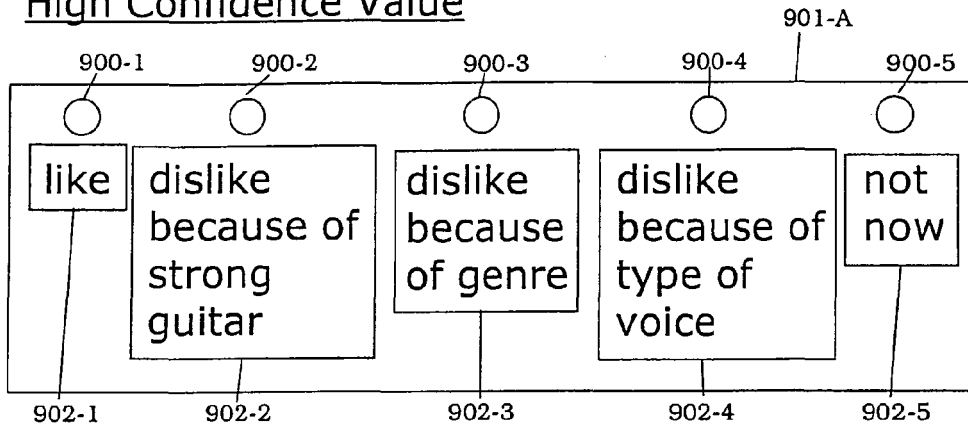 High Confidence Value
901-A
900-1 900-2 900-3 900-4 900-5
like
dislike
because of
strong
guitar
dislike
because
of genre
dislike
because of
type of
voice
not
now
902-1 902-2 902-3 902-4 902-5